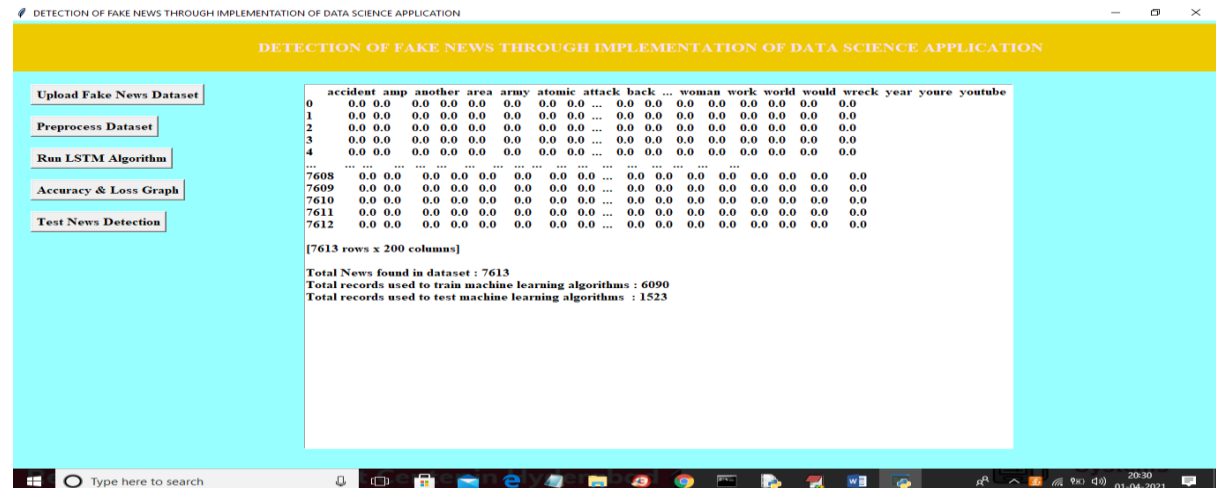 DETECTION OF FAKE NEWS THROUGH IMPLEMENTATION OF DATA SCIENCE APPLICATION
DETECTION OF FAKE NEWS THROUGH IMPLEMENTATION OF DATA SCIENCE APPLICATION
Upload Fake News Dataset
Preprocess Dataset
Run LSTM Algorithm
Accuracy & Loss Graph
Test News Detection
accident amp another area army atomic attack back ... woman work world would wreck year youre youtube
0 0.0 0.0 0.0 0.0 0.0 0.0 0.0 0.0 ... 0.0 0.0 0.0 0.0 0.0 0.0 0.0 0.0
1 0.0 0.0 0.0 0.0 0.0 0.0 0.0 0.0 ... 0.0 0.0 0.0 0.0 0.0 0.0 0.0 0.0
2 0.0 0.0 0.0 0.0 0.0 0.0 0.0 0.0 ... 0.0 0.0 0.0 0.0 0.0 0.0 0.0 0.0
3 0.0 0.0 0.0 0.0 0.0 0.0 0.0 0.0 ... 0.0 0.0 0.0 0.0 0.0 0.0 0.0 0.0
4 0.0 0.0 0.0 0.0 0.0 0.0 0.0 0.0 ... 0.0 0.0 0.0 0.0 0.0 0.0 0.0 0.0
... ... ... ... ... ... ... ... ... ... ... ... ... ... ... ... ... ...
7608 0.0 0.0 0.0 0.0 0.0 0.0 0.0 0.0 ... 0.0 0.0 0.0 0.0 0.0 0.0 0.0 0.0
7609 0.0 0.0 0.0 0.0 0.0 0.0 0.0 0.0 ... 0.0 0.0 0.0 0.0 0.0 0.0 0.0 0.0
7610 0.0 0.0 0.0 0.0 0.0 0.0 0.0 0.0 ... 0.0 0.0 0.0 0.0 0.0 0.0 0.0 0.0
7611 0.0 0.0 0.0 0.0 0.0 0.0 0.0 0.0 ... 0.0 0.0 0.0 0.0 0.0 0.0 0.0 0.0
7612 0.0 0.0 0.0 0.0 0.0 0.0 0.0 0.0 ... 0.0 0.0 0.0 0.0 0.0 0.0 0.0 0.0
[7613 rows x 200 columns]
Total News found in dataset : 7613
Total records used to train machine learning algorithms : 6090
Total records used to test machine learning algorithms : 1523
Type here to search
20:30
01-04-2021